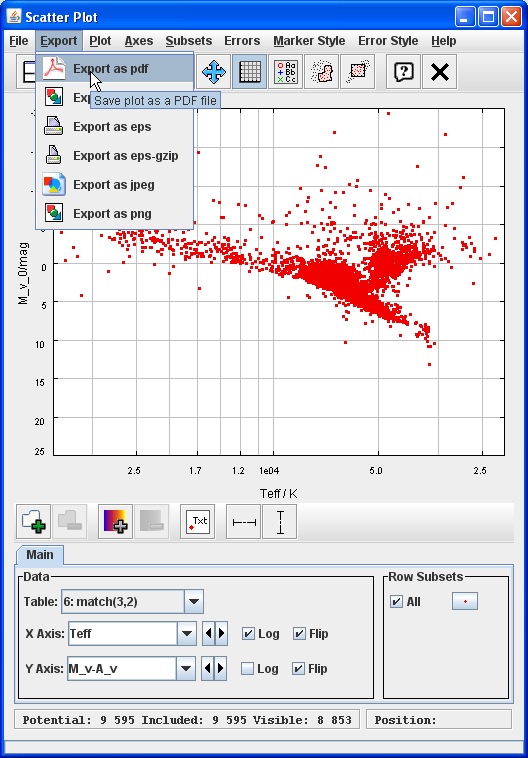 Scatter Plot
File Export Plot Axes Subsets Errors Marker Style Error Style Help
Export as pdf
Save plot as a PDF file
Export as eps
Export as eps-gzip
Export as jpeg
Export as png
Aa
Bb
Cc
M_v_0/mag
0
5
10
15
20
25
2.5 1.7 1.2 1e04 5.0 2.5
Teff / K
Txt
Main
Data
Table: 6: match(3,2)
X Axis: Teff Log Flip
Y Axis: M_v-A_v Log Flip
Row Subsets
All
Potential: 9 595 Included: 9 595 Visible: 8 853 Position: